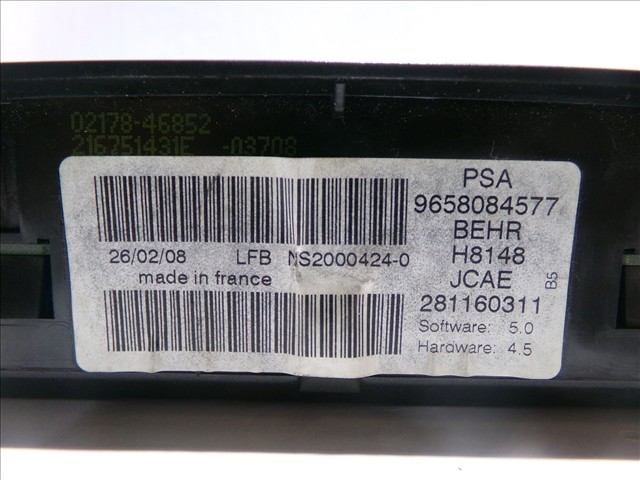 02178-46852
216751431E -03708
PSA
9658084577
BEHR
H8148
JCAE
281160311
Software: 5.0
Hardware: 4.5
B5
26/02/08 LFB NS2000424-0
made in france